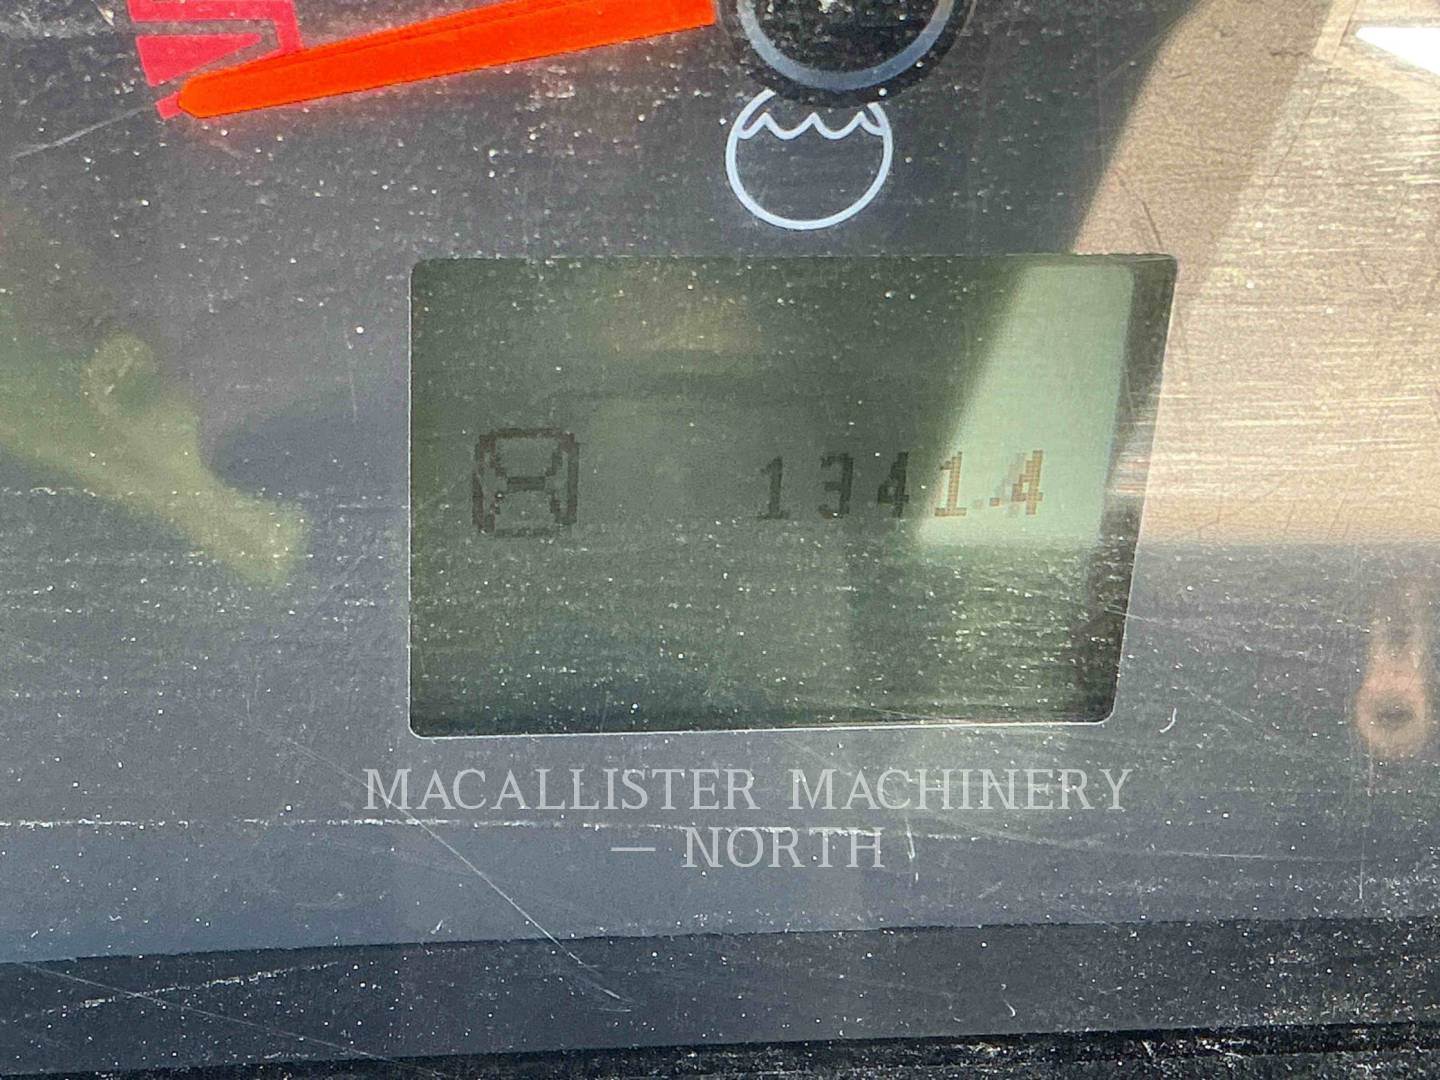 1341.4
MACALLISTER MACHINERY
— NORTH